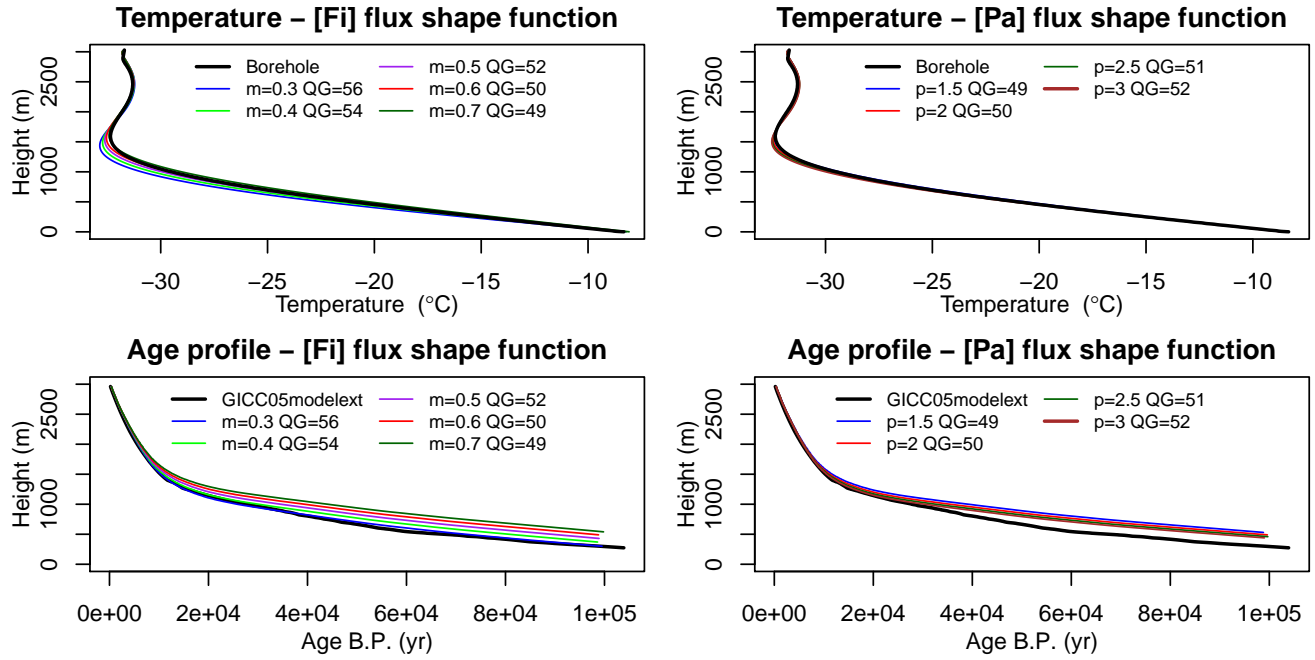 Temperature − [Fi] flux shape function
Height (m)
0
1000
2500
Borehole
m=0.3 QG=56
m=0.4 QG=54
m=0.5 QG=52
m=0.6 QG=50
m=0.7 QG=49
−30 −25 −20 −15 −10
Temperature (°C)
Temperature − [Pa] flux shape function
Height (m)
0
1000
2500
Borehole
p=1.5 QG=49
p=2 QG=50
p=2.5 QG=51
p=3 QG=52
−30 −25 −20 −15 −10
Temperature (°C)
Age profile − [Fi] flux shape function
Height (m)
0
1000
2500
GICC05modelext
m=0.3 QG=56
m=0.4 QG=54
m=0.5 QG=52
m=0.6 QG=50
m=0.7 QG=49
0e+00 2e+04 4e+04 6e+04 8e+04 1e+05
Age B.P. (yr)
Age profile − [Pa] flux shape function
Height (m)
0
1000
2500
GICC05modelext
p=1.5 QG=49
p=2 QG=50
p=2.5 QG=51
p=3 QG=52
0e+00 2e+04 4e+04 6e+04 8e+04 1e+05
Age B.P. (yr)